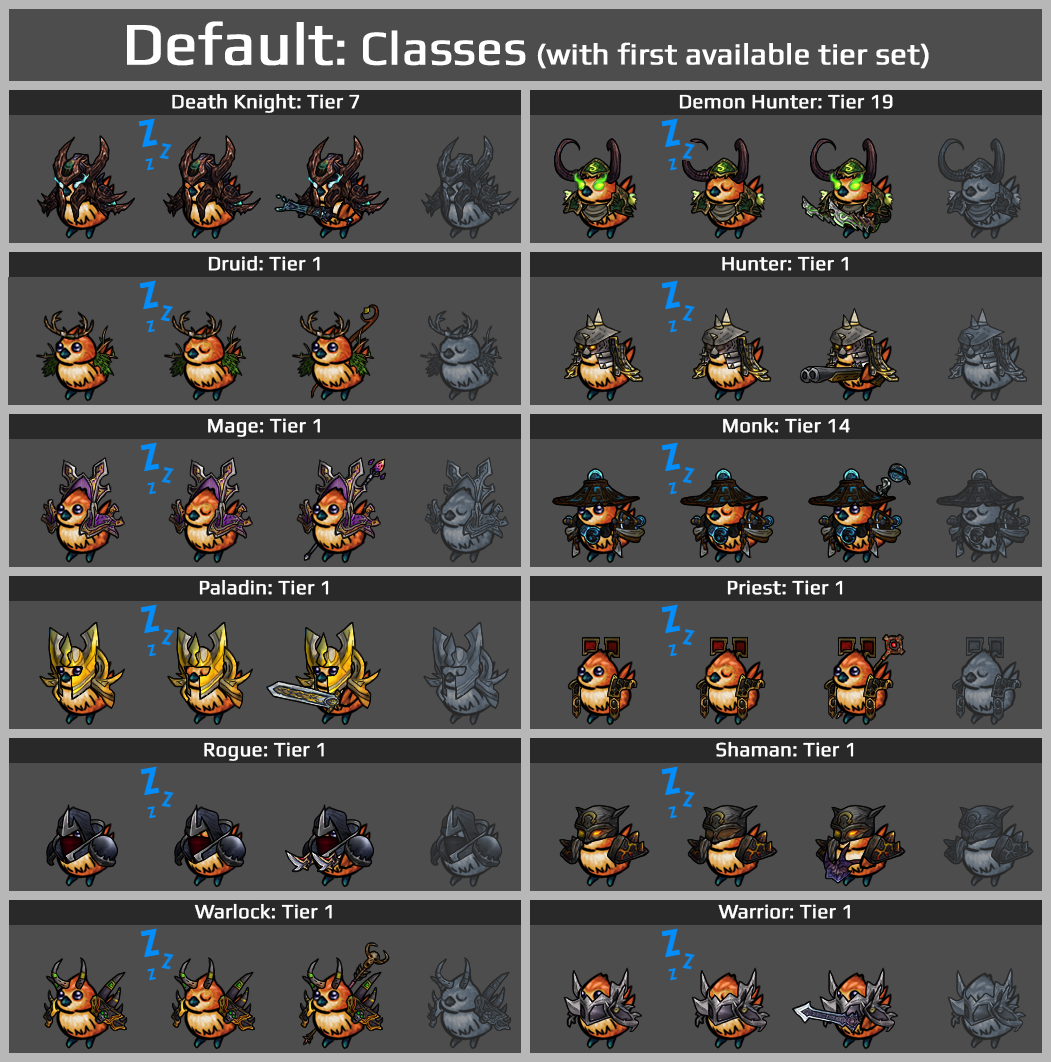 Default: Classes (with first available tier set)
Death Knight: Tier 7
Demon Hunter: Tier 19
Z Z Z
Z Z Z
Druid: Tier 1
Hunter: Tier 1
Z Z Z
Z Z Z
Mage: Tier 1
Monk: Tier 14
Z Z Z
Z Z Z
Paladin: Tier 1
Priest: Tier 1
Z Z Z
Z Z Z
Rogue: Tier 1
Shaman: Tier 1
Z Z Z
Z Z Z
Warlock: Tier 1
Warrior: Tier 1
Z Z Z
Z Z Z